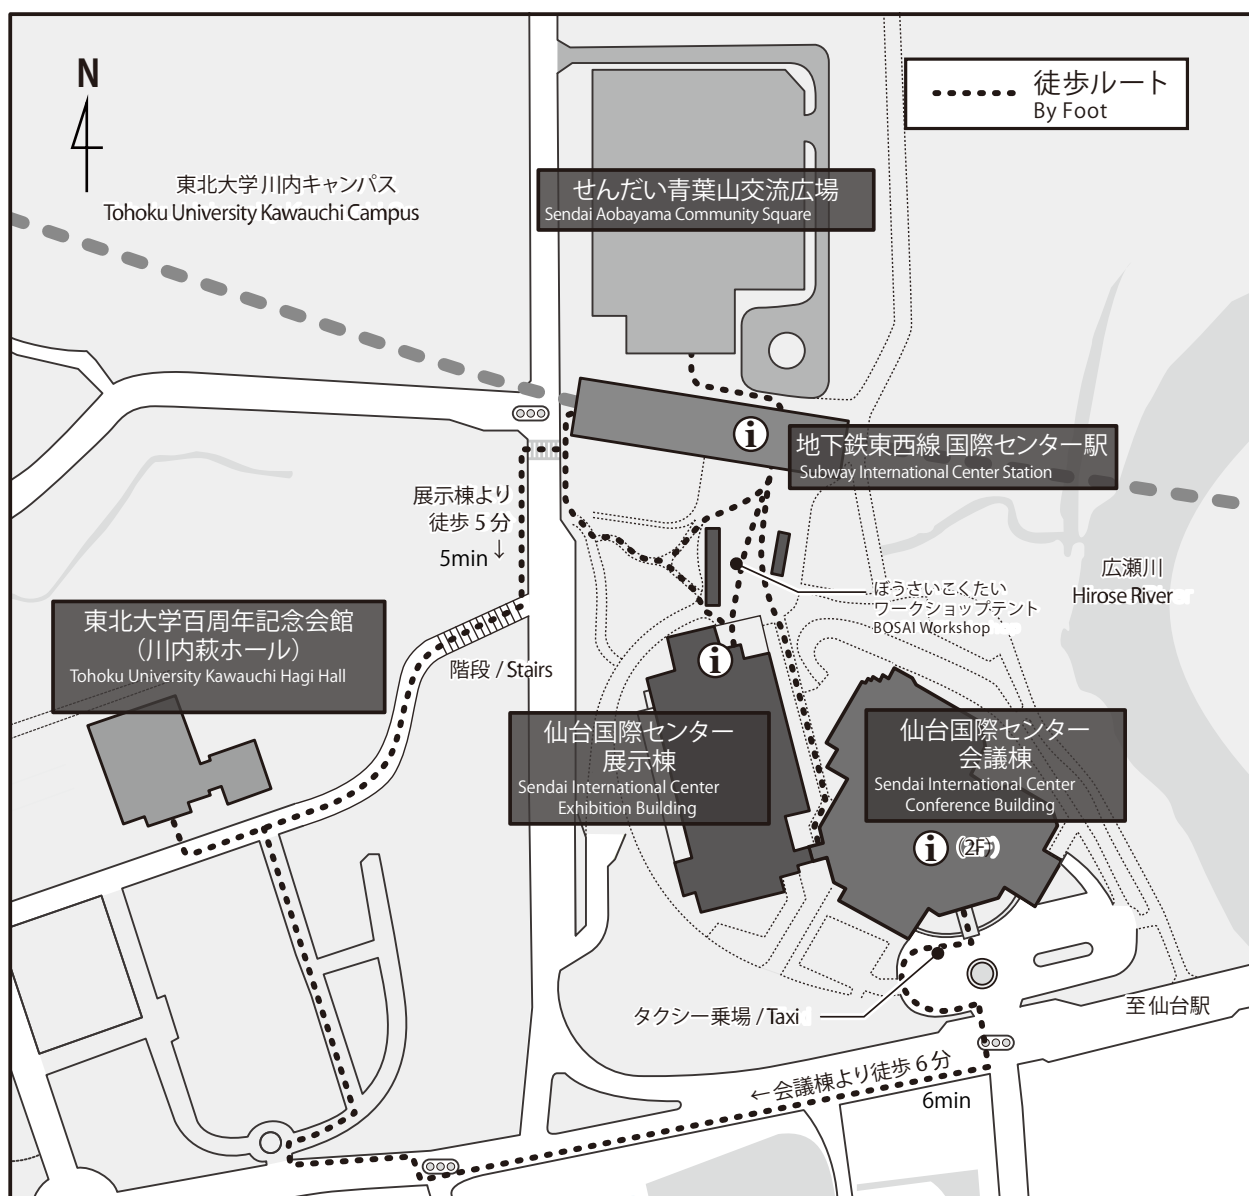 N
徒歩ルート
By Foot
東北大学 川内キャンパス
Tohoku University Kawauchi Campus
せんだい青葉山交流広場
Sendai Aobayama Community Square
i
地下鉄東西線 国際センター駅
Subway International Center Station
展示棟より
徒歩 5 分
5min ↓
広瀬川
Hirose River
ぼうさいこくたい
ワークショップテント
BOSAI Workshop
東北大学百周年記念会館
（川内萩ホール）
Tohoku University Kawauchi Hagi Hall
階段 / Stairs
i
仙台国際センター
展示棟
Sendai International Center
Exhibition Building
仙台国際センター
会議棟
Sendai International Center
Conference Building
i (2F)
タクシー乗場 / Taxi
至仙台駅
←会議棟より徒歩 6 分
6min